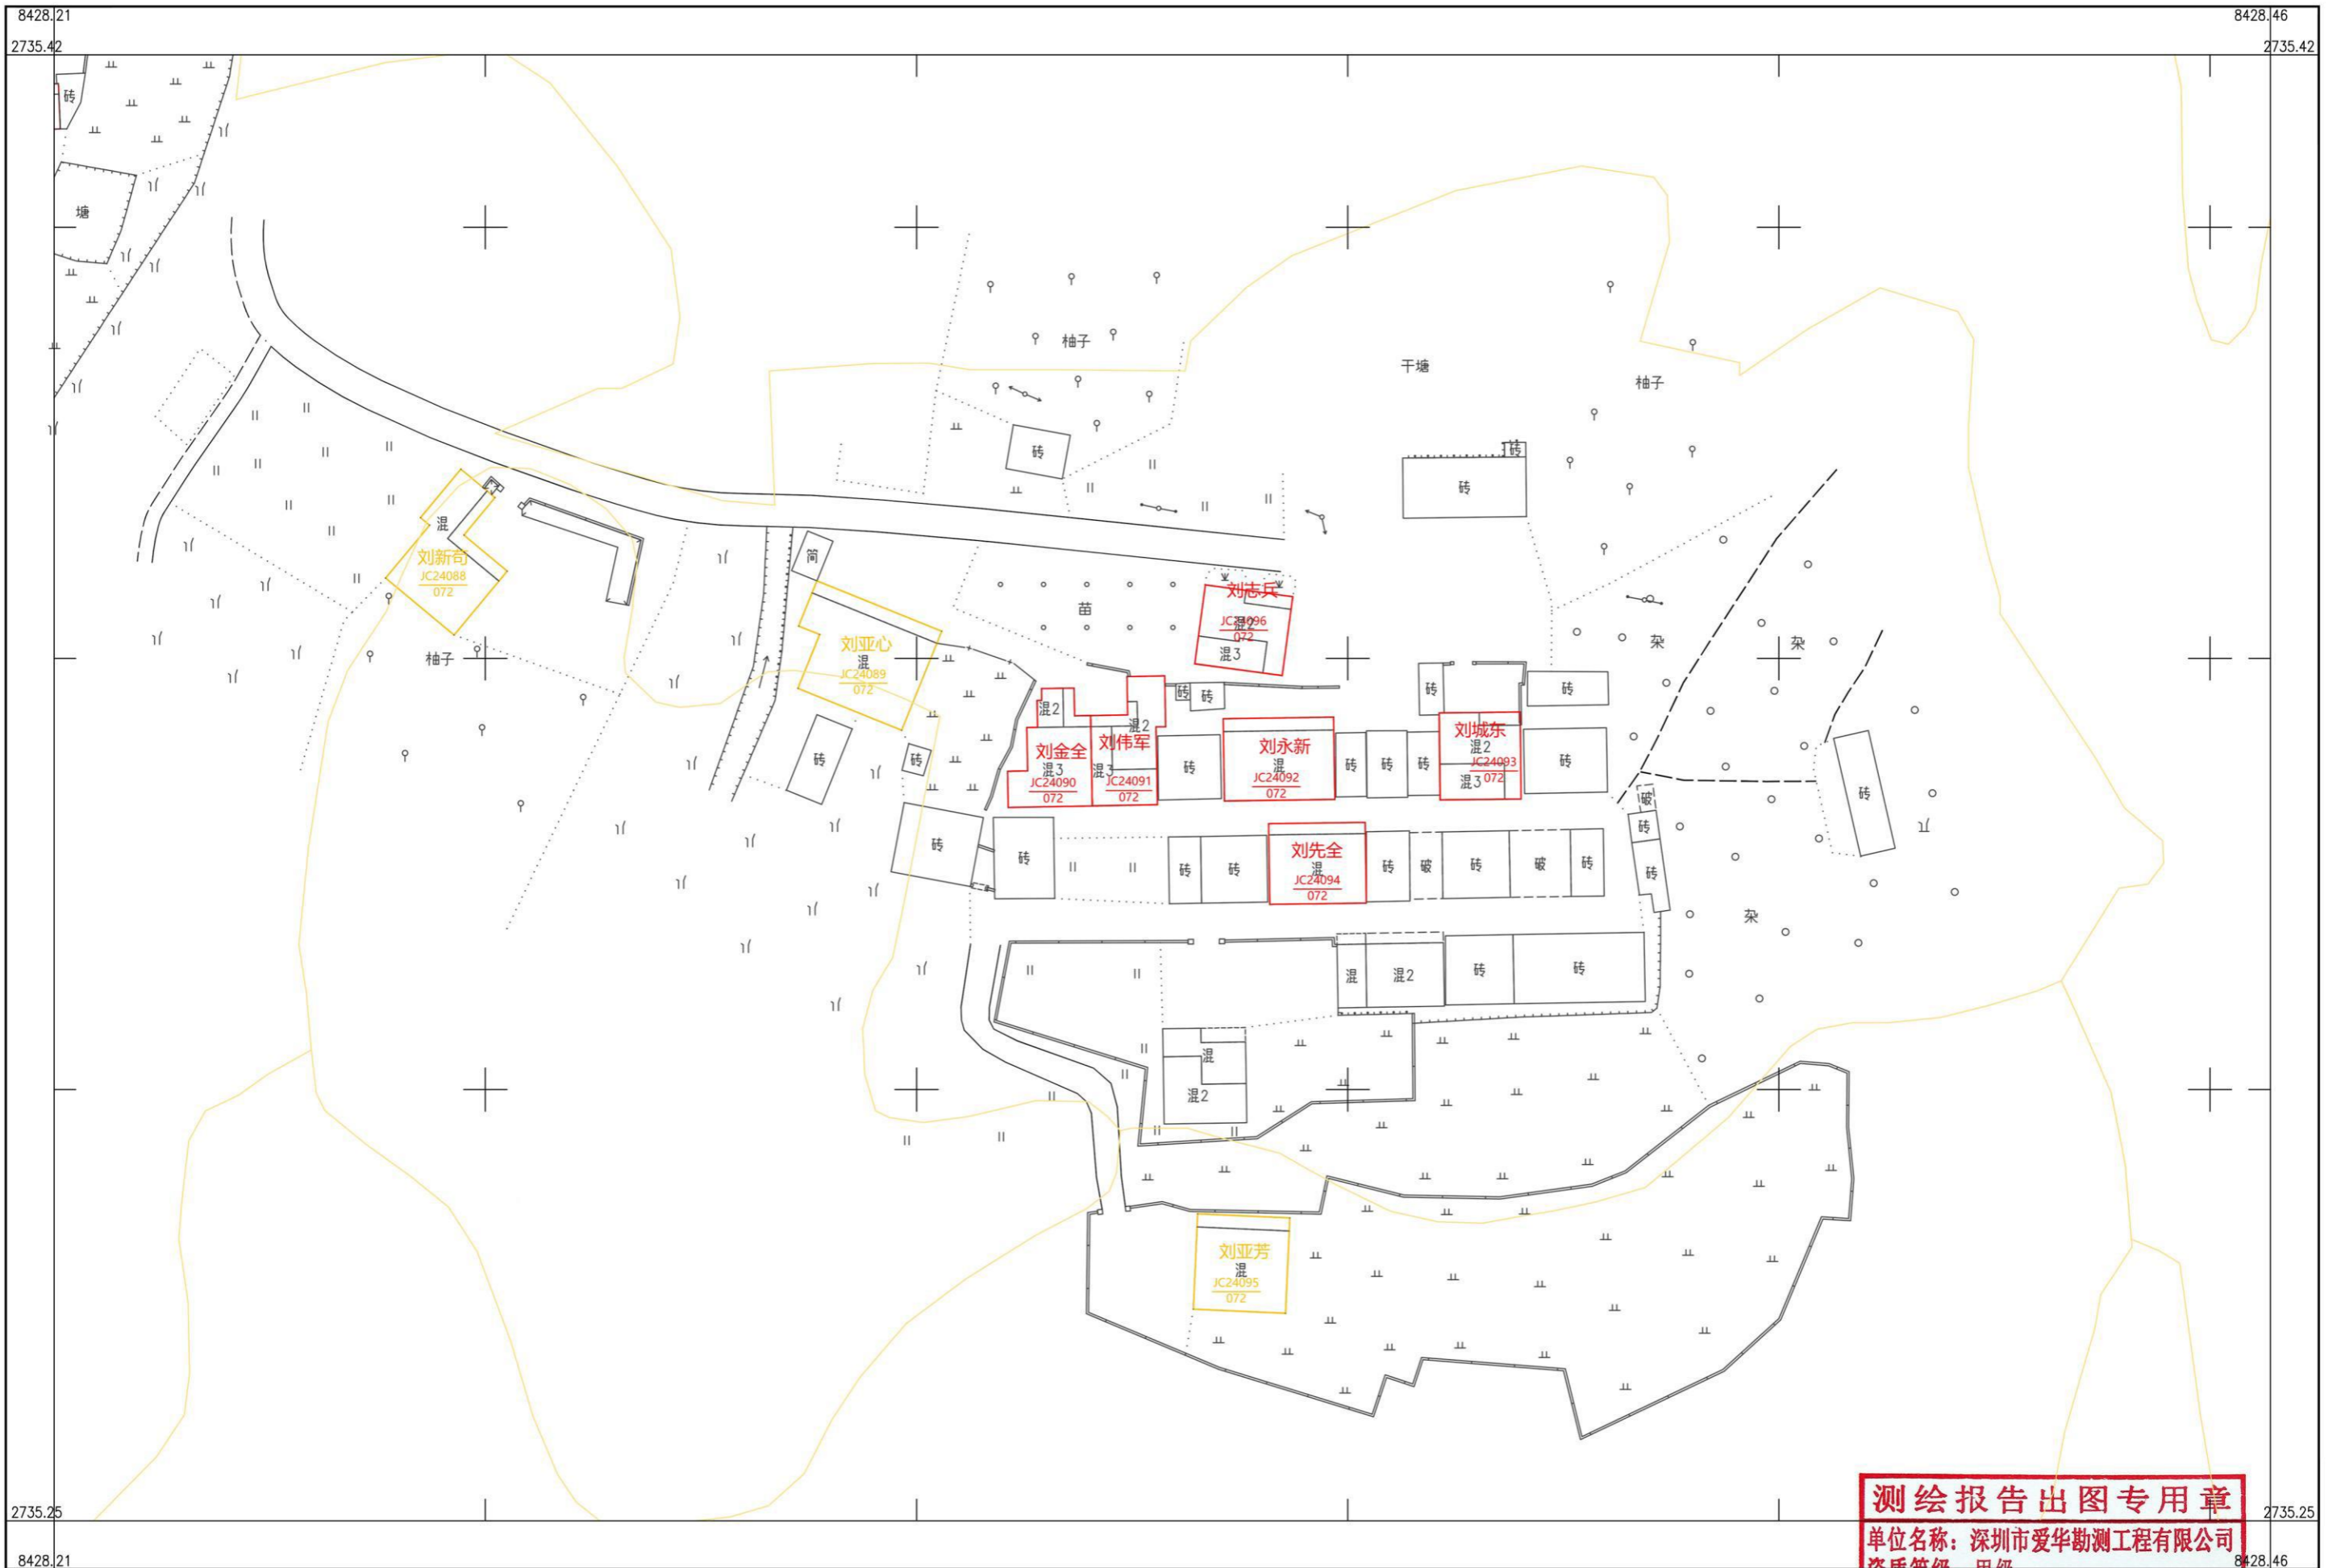 8428.21
8428.46
2735.42
2735.42
砖
塘
柚子
干塘
柚子
砖
砖
砖
混
刘新苟
JC24088
072
简
苗
刘志兵
JC24096
混2
072
混3
杂
杂
柚子
刘亚心
混
JC24089
072
砖
砖
砖
砖
混2
混2
刘金全
混3
JC24090
072
刘伟军
混3
JC24091
072
砖
刘永新
混
JC24092
072
砖
砖
砖
刘城东
混2
JC24093
混3
072
砖
砖
砖
砖
破
砖
砖
砖
砖
砖
砖
刘先全
混
JC24094
072
砖
破
砖
破
砖
砖
杂
混
混2
砖
砖
混
混2
刘亚芳
混
JC24095
072
测绘报告出图专用章
单位名称：深圳市爱华勘测工程有限公司
2735.25
2735.25
8428.21
8428.46